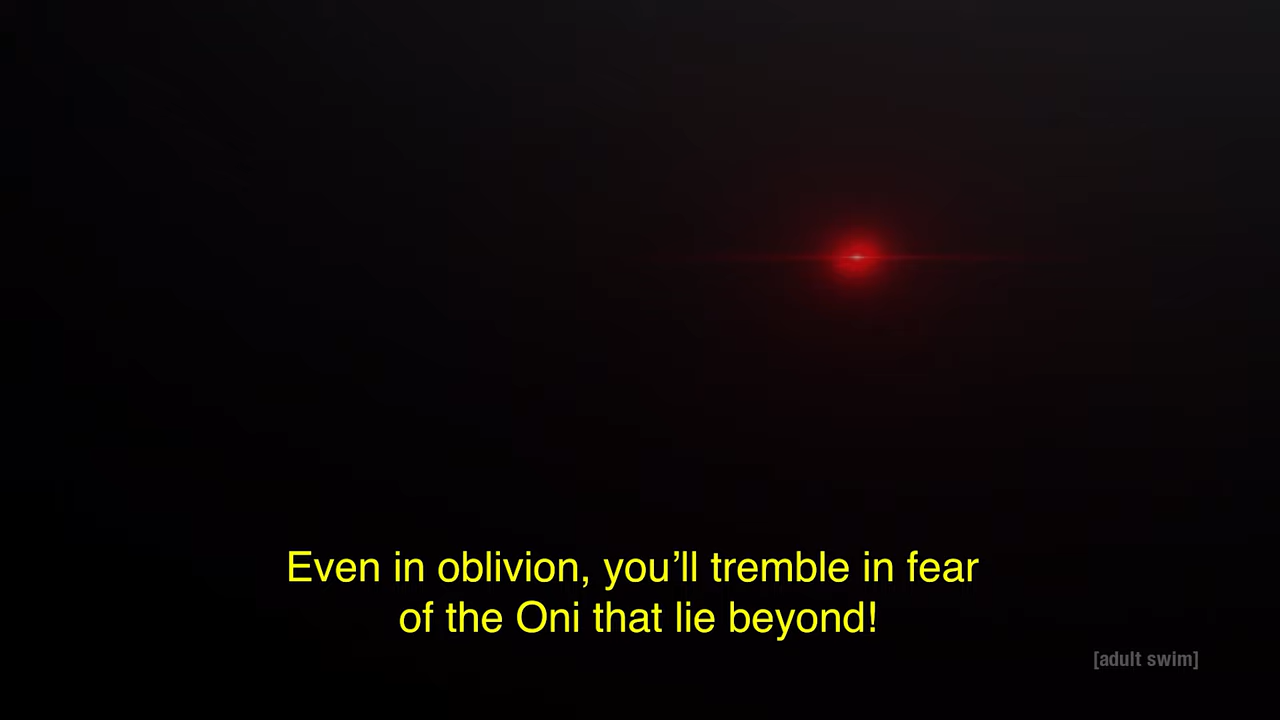 Even in oblivion, you’ll tremble in fear
of the Oni that lie beyond!
[adult swim]